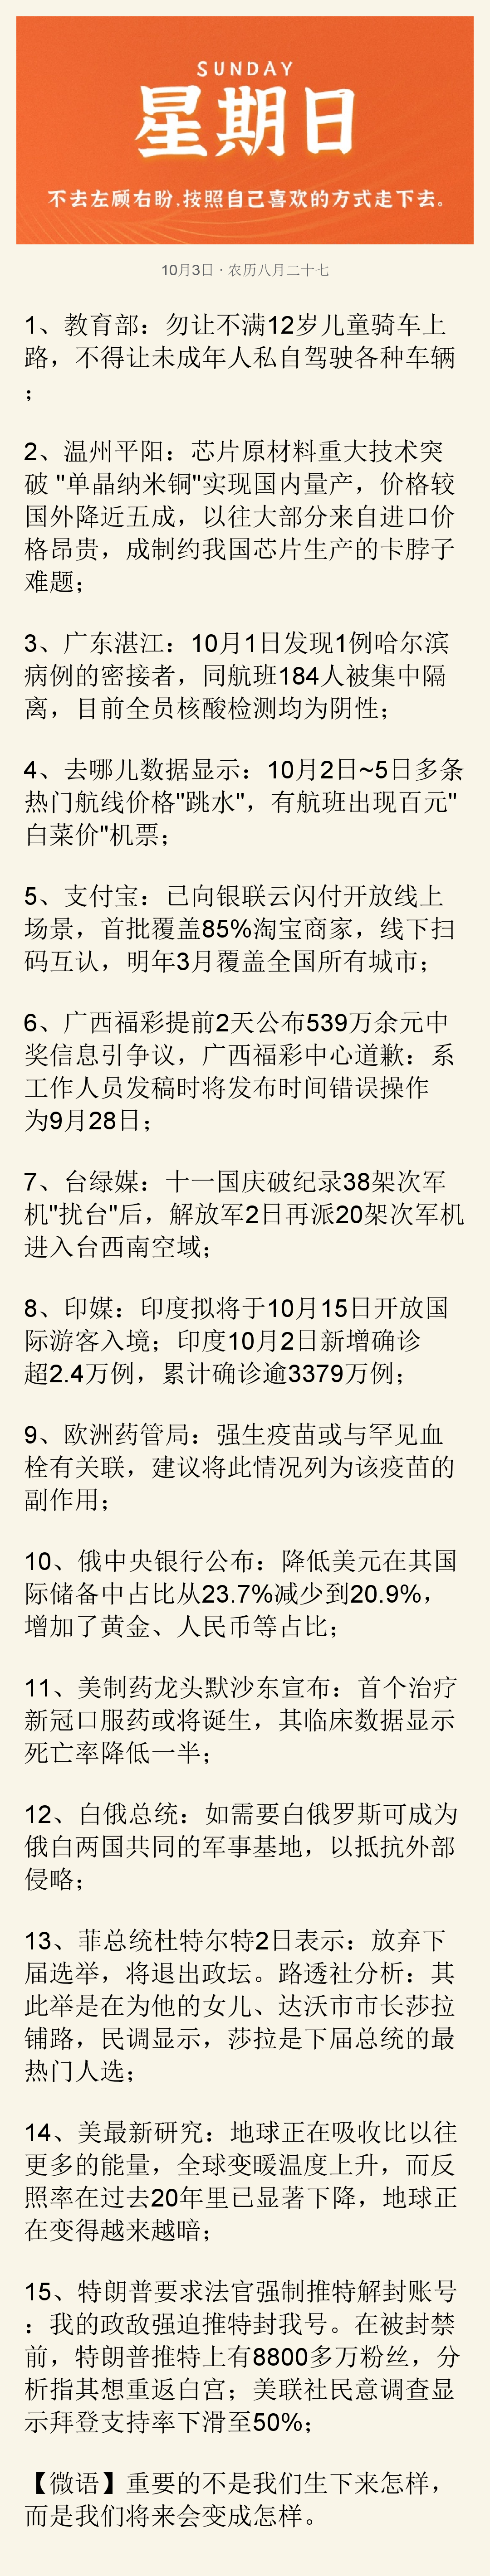 SUNDAY
星期日
不去左顾右盼,按照自己喜欢的方式走下去。
10月3日 · 农历八月二十七
1、教育部：勿让不满12岁儿童骑车上
路，不得让未成年人私自驾驶各种车辆
；
2、温州平阳：芯片原材料重大技术突
破 "单晶纳米铜"实现国内量产，价格较
国外降近五成，以往大部分来自进口价
格昂贵，成制约我国芯片生产的卡脖子
难题；
3、广东湛江：10月1日发现1例哈尔滨
病例的密接者，同航班184人被集中隔
离，目前全员核酸检测均为阴性；
4、去哪儿数据显示：10月2日~5日多条
热门航线价格"跳水"，有航班出现百元"
白菜价"机票；
5、支付宝：已向银联云闪付开放线上
场景，首批覆盖85%淘宝商家，线下扫
码互认，明年3月覆盖全国所有城市；
6、广西福彩提前2天公布539万余元中
奖信息引争议，广西福彩中心道歉：系
工作人员发稿时将发布时间错误操作
为9月28日；
7、台绿媒：十一国庆破纪录38架次军
机"扰台"后，解放军2日再派20架次军机
进入台西南空域；
8、印媒：印度拟将于10月15日开放国
际游客入境；印度10月2日新增确诊
超2.4万例，累计确诊逾3379万例；
9、欧洲药管局：强生疫苗或与罕见血
栓有关联，建议将此情况列为该疫苗的
副作用；
10、俄中央银行公布：降低美元在其国
际储备中占比从23.7%减少到20.9%，
增加了黄金、人民币等占比；
11、美制药龙头默沙东宣布：首个治疗
新冠口服药或将诞生，其临床数据显示
死亡率降低一半；
12、白俄总统：如需要白俄罗斯可成为
俄白两国共同的军事基地，以抵抗外部
侵略；
13、菲总统杜特尔特2日表示：放弃下
届选举，将退出政坛。路透社分析：其
此举是在为他的女儿、达沃市市长莎拉
铺路，民调显示，莎拉是下届总统的最
热门人选；
14、美最新研究：地球正在吸收比以往
更多的能量，全球变暖温度上升，而反
照率在过去20年里已显著下降，地球正
在变得越来越暗；
15、特朗普要求法官强制推特解封账号
：我的政敌强迫推特封我号。在被封禁
前，特朗普推特上有8800多万粉丝，分
析指其想重返白宫；美联社民意调查显
示拜登支持率下滑至50%；
【微语】重要的不是我们生下来怎样，
而是我们将来会变成怎样。